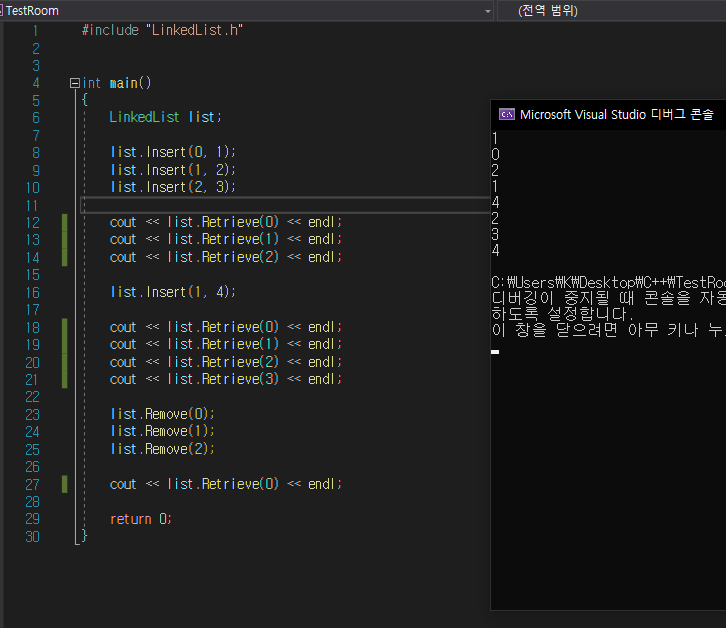 TestRoom
(전역 범위)
1 #include "LinkedList.h"
2
3
4 int main()
5 {
6 LinkedList list;
7
8 list.Insert(0, 1);
9 list.Insert(1, 2);
10 list.Insert(2, 3);
11
12 cout << list.Retrieve(0) << endl;
13 cout << list.Retrieve(1) << endl;
14 cout << list.Retrieve(2) << endl;
15
16 list.Insert(1, 4);
17
18 cout << list.Retrieve(0) << endl;
19 cout << list.Retrieve(1) << endl;
20 cout << list.Retrieve(2) << endl;
21 cout << list.Retrieve(3) << endl;
22
23 list.Remove(0);
24 list.Remove(1);
25 list.Remove(2);
26
27 cout << list.Retrieve(0) << endl;
28
29 return 0;
30 }
Microsoft Visual Studio 디버그 콘솔
1
0
2
1
4
2
3
4
C:₩Users₩K₩Desktop₩C++₩TestRoo
디버깅이 중지될 때 콘솔을 자동
하도록 설정합니다.
이 창을 닫으려면 아무 키나 누